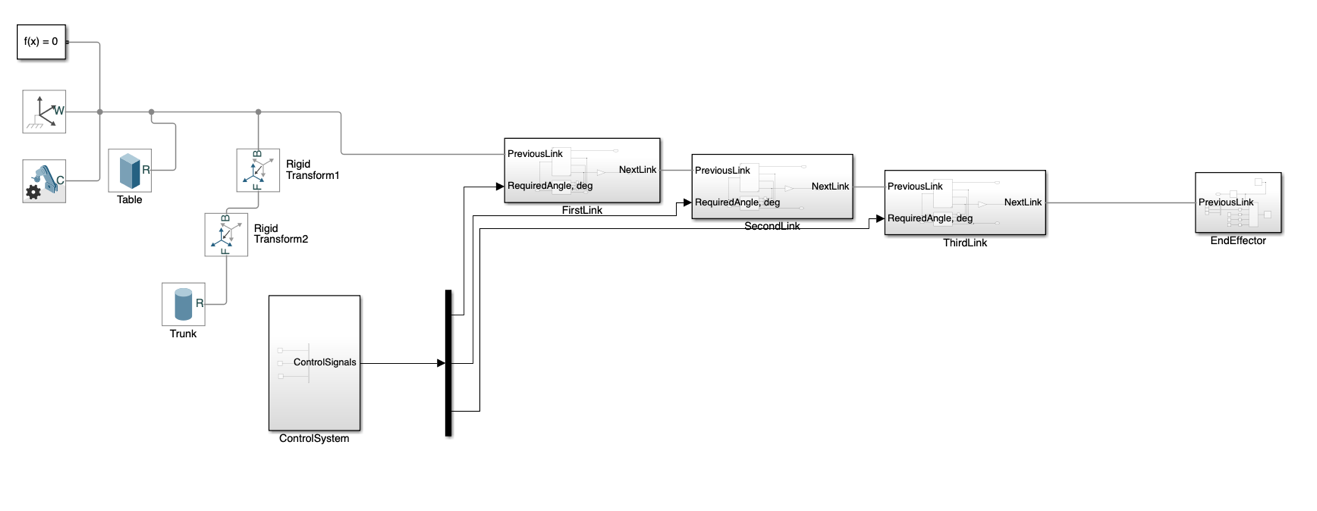 f(x) = 0
W
C
R
Table
B
F
Rigid
Transform1
B
F
Rigid
Transform2
R
Trunk
PreviousLink
NextLink
RequiredAngle, deg
FirstLink
PreviousLink
NextLink
RequiredAngle, deg
SecondLink
PreviousLink
NextLink
RequiredAngle, deg
ThirdLink
PreviousLink
EndEffector
ControlSignals
ControlSystem